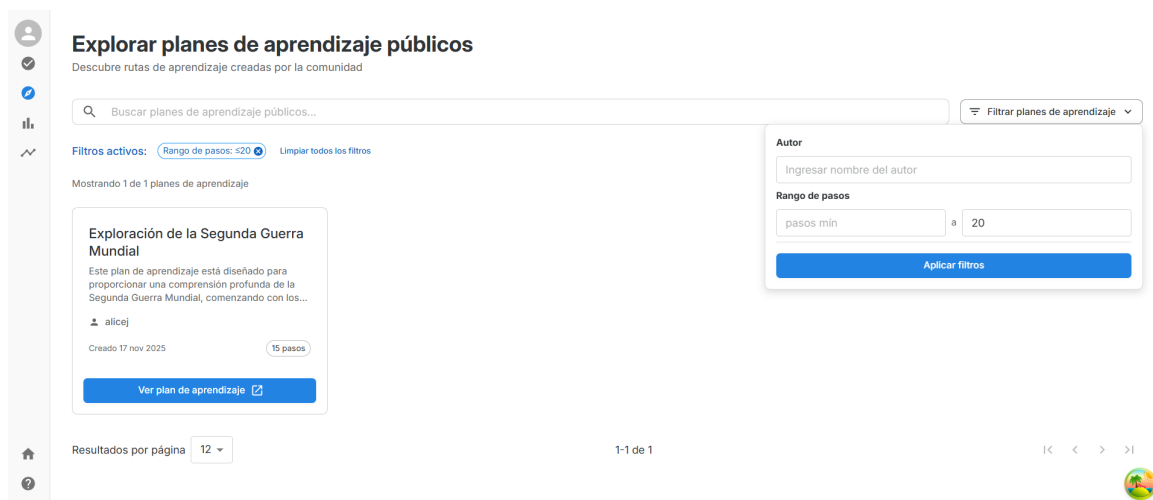 Explorar planes de aprendizaje públicos
Descubre rutas de aprendizaje creadas por la comunidad
Buscar planes de aprendizaje públicos...
Filtrar planes de aprendizaje
Filtros activos: Rango de pasos: ≤20 Limpiar todos los filtros
Mostrando 1 de 1 planes de aprendizaje
Autor
Ingresar nombre del autor
Rango de pasos
pasos mín a 20
Aplicar filtros
Exploración de la Segunda Guerra
Mundial
Este plan de aprendizaje está diseñado para
proporcionar una comprensión profunda de la
Segunda Guerra Mundial, comenzando con los...
alicej
Creado 17 nov 2025 15 pasos
Ver plan de aprendizaje
Resultados por página 12 1-1 de 1